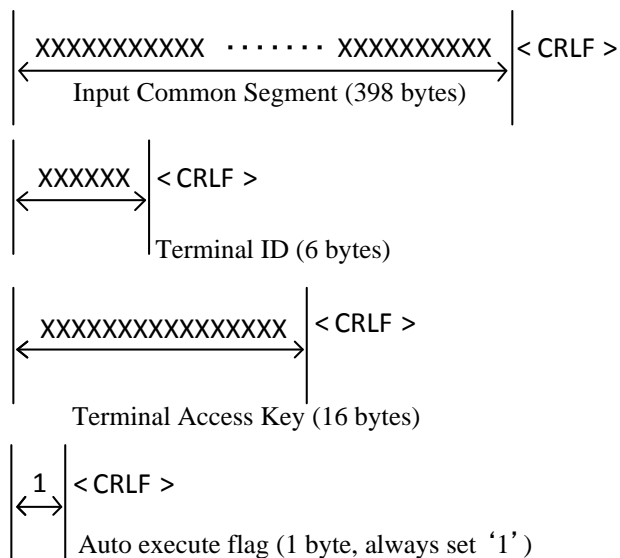 XXXXXXXXXXX ······· XXXXXXXXXX < CRLF >
Input Common Segment (398 bytes)
XXXXXX < CRLF >
Terminal ID (6 bytes)
XXXXXXXXXXXXXXXX < CRLF >
Terminal Access Key (16 bytes)
1 < CRLF >
Auto execute flag (1 byte, always set ‘1’)